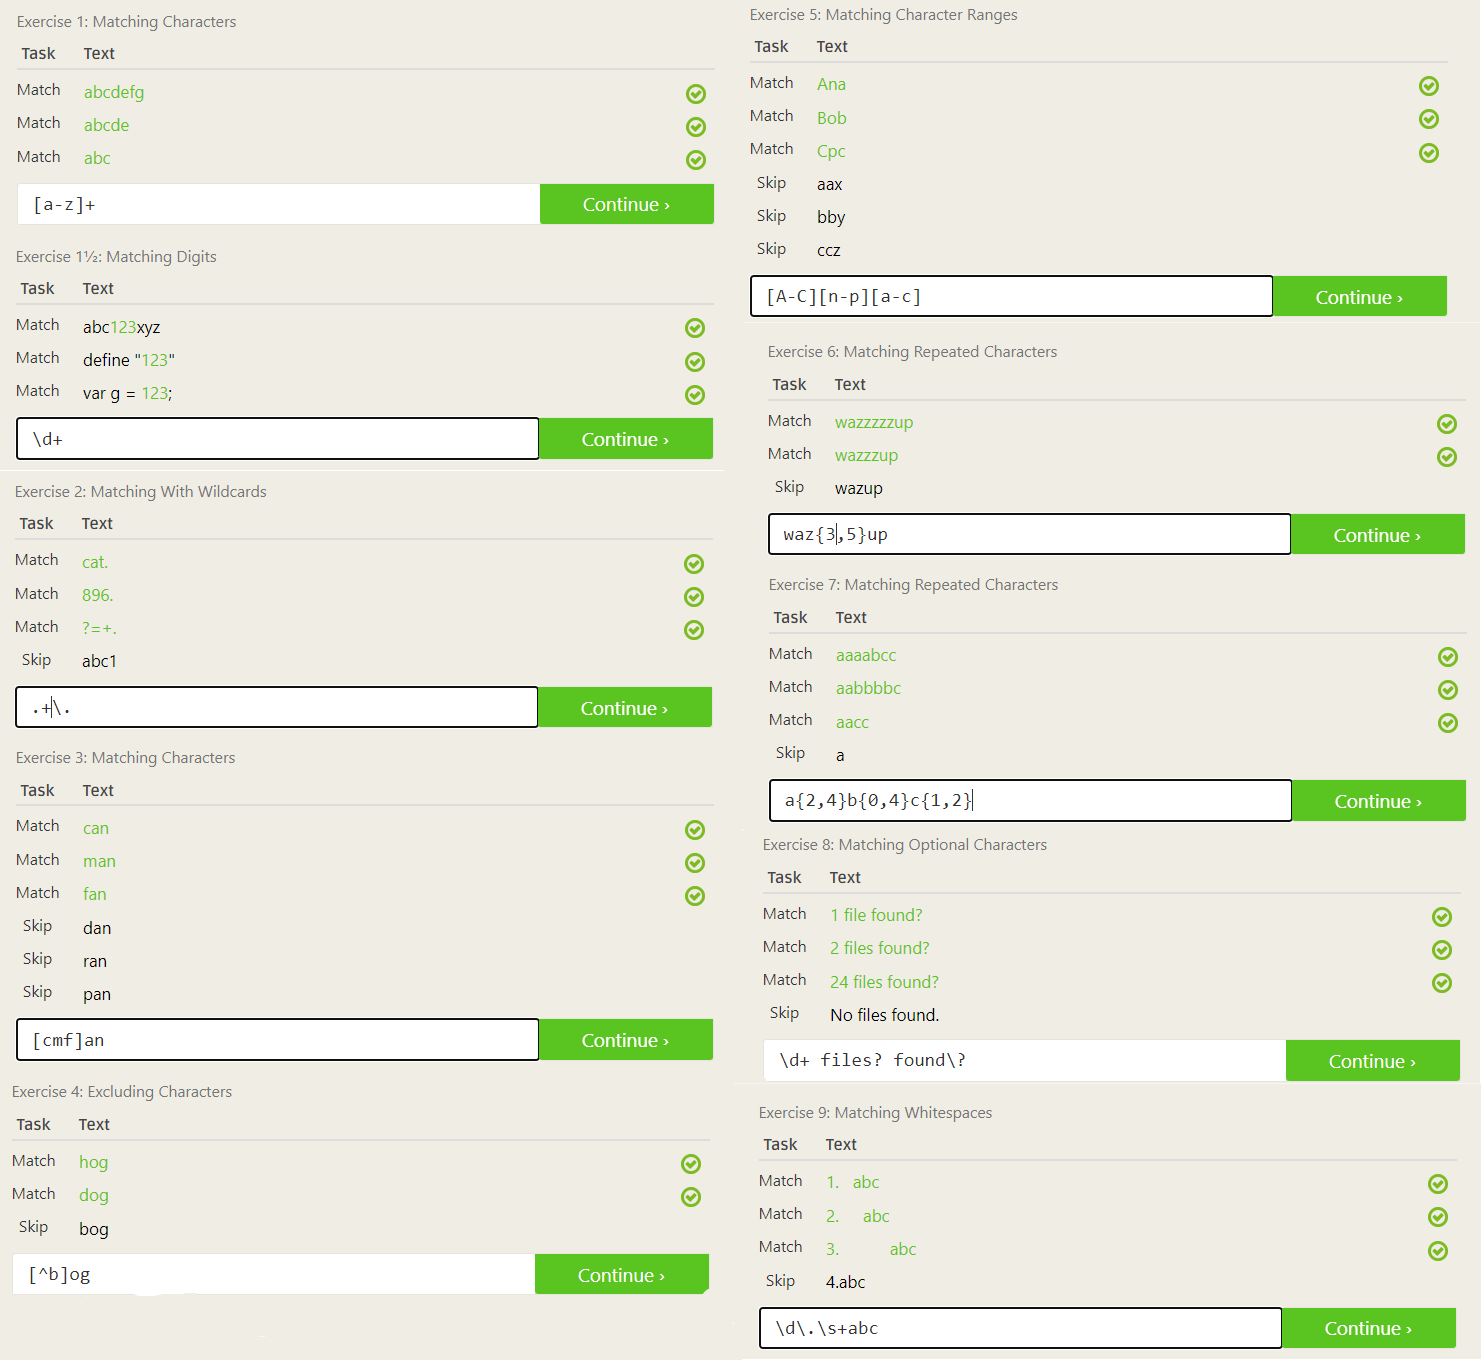 Exercise 1: Matching Characters
Task Text
Match abcdefg
Match abcde
Match abc
[a-z]+ Continue ›
Exercise 1½: Matching Digits
Task Text
Match abc123xyz
Match define "123"
Match var g = 123;
\d+ Continue ›
Exercise 2: Matching With Wildcards
Task Text
Match cat.
Match 896.
Match ?=+.
Skip abc1
.+\. Continue ›
Exercise 3: Matching Characters
Task Text
Match can
Match man
Match fan
Skip dan
Skip ran
Skip pan
[cmf]an Continue ›
Exercise 4: Excluding Characters
Task Text
Match hog
Match dog
Skip bog
[^b]og Continue ›
Exercise 5: Matching Character Ranges
Task Text
Match Ana
Match Bob
Match Cpc
Skip aax
Skip bby
Skip ccz
[A-C][n-p][a-c] Continue ›
Exercise 6: Matching Repeated Characters
Task Text
Match wazzzzzup
Match wazzzup
Skip wazup
waz{3,5}up Continue ›
Exercise 7: Matching Repeated Characters
Task Text
Match aaaabcc
Match aabbbbc
Match aacc
Skip a
a{2,4}b{0,4}c{1,2} Continue ›
Exercise 8: Matching Optional Characters
Task Text
Match 1 file found?
Match 2 files found?
Match 24 files found?
Skip No files found.
\d+ files? found\? Continue ›
Exercise 9: Matching Whitespaces
Task Text
Match 1.   abc
Match 2.     abc
Match 3.          abc
Skip 4.abc
\d\.\s+abc Continue ›